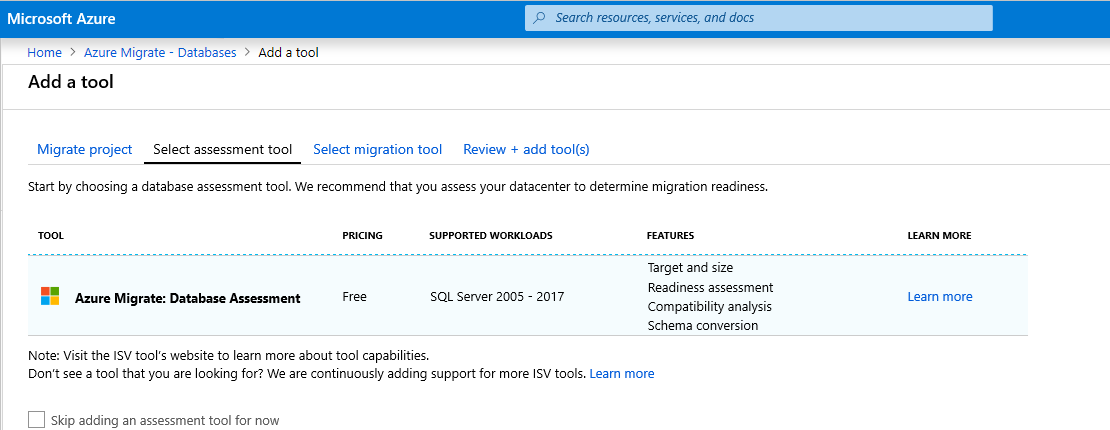 Microsoft Azure
Search resources, services, and docs
Home > Azure Migrate - Databases > Add a tool
Add a tool
Migrate project Select assessment tool Select migration tool Review + add tool(s)
Start by choosing a database assessment tool. We recommend that you assess your datacenter to determine migration readiness.
TOOL PRICING SUPPORTED WORKLOADS FEATURES LEARN MORE
Azure Migrate: Database Assessment Free SQL Server 2005 - 2017 Learn more
Target and size
Readiness assessment
Compatibility analysis
Schema conversion
Note: Visit the ISV tool's website to learn more about tool capabilities.
Don't see a tool that you are looking for? We are continuously adding support for more ISV tools. Learn more
Skip adding an assessment tool for now